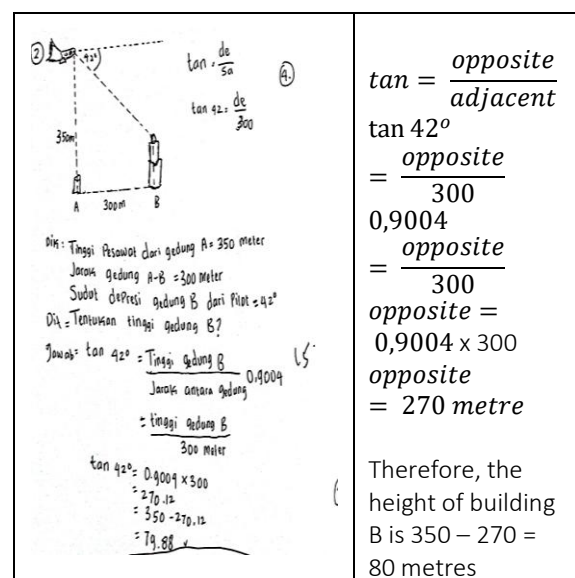 2
42°
tan = de
sa
tan 42 = de
300
350m
A
300m
B
Dik : Tinggi Pesawat dari gedung A = 350 meter
Jarak gedung A-B = 300 Meter
Sudut dePresi gedung B dari Pilot = 42°
Dit = Tentukan tinggi gedung B?
Jawab = tan 42° = Tinggi gedung B
Jarak antara gedung
0,9004
= tinggi gedung B
300 Meter
tan 42° = 0.9004 x 300
= 270.12
= 350 - 270,12
= 79.88
tan = opposite
adjacent
tan 42º
= opposite
300
0,9004
= opposite
300
opposite =
0,9004 x 300
opposite
= 270 metre
Therefore, the
height of building
B is 350 – 270 =
80 metres